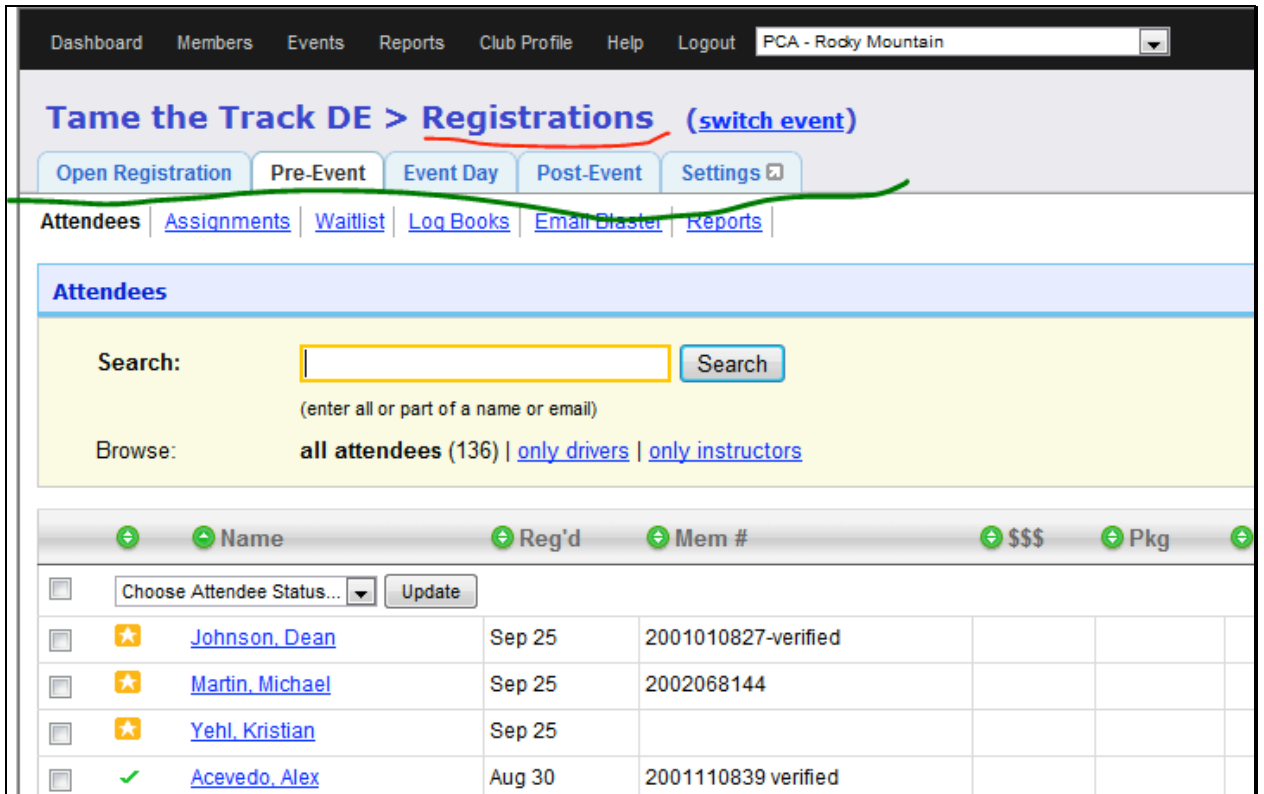 Dashboard Members Events Reports Club Profile Help Logout PCA - Rocky Mountain
Tame the Track DE > Registrations (switch event)
Open Registration Pre-Event Event Day Post-Event Settings
Attendees Assignments Waitlist Log Books Email Blaster Reports
Attendees
Search: Search
(enter all or part of a name or email)
Browse: all attendees (136) | only drivers | only instructors
Name Reg'd Mem # $$$ Pkg
Choose Attendee Status... Update
Johnson, Dean Sep 25 2001010827-verified
Martin, Michael Sep 25 2002068144
Yehl, Kristian Sep 25
Acevedo, Alex Aug 30 2001110839 verified